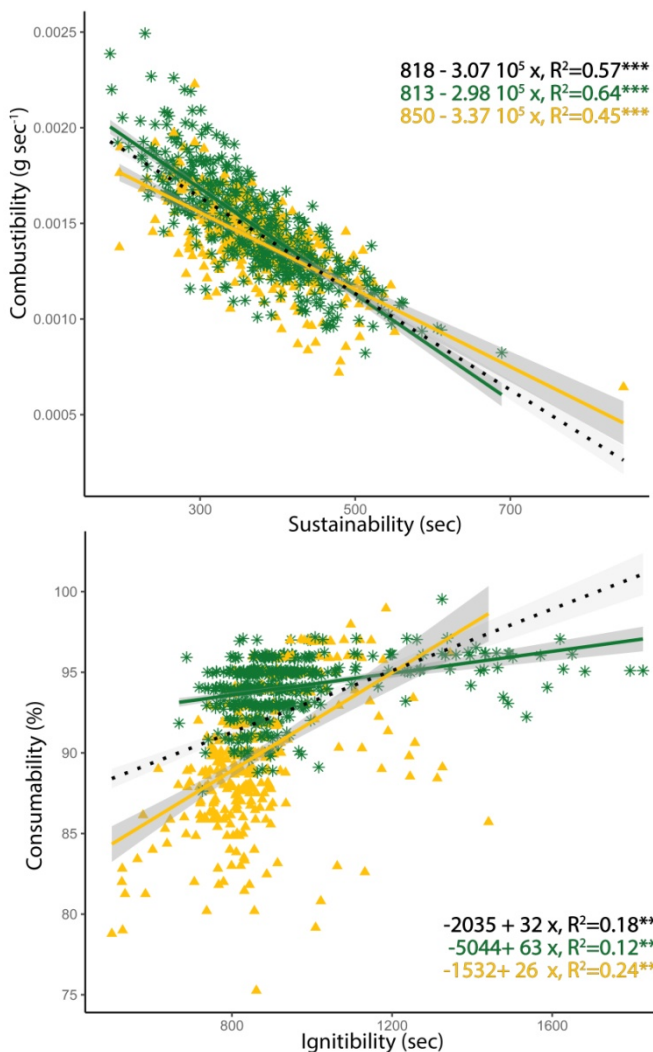 0.0025
818 - 3.07 10⁵ x, R²=0.57***
813 - 2.98 10⁵ x, R²=0.64***
850 - 3.37 10⁵ x, R²=0.45***
0.0020
0.0015
0.0010
0.0005
Combustibility (g sec⁻¹)
300 500 700
Sustainability (sec)
100
95
90
85
80
75
Consumability (%)
-2035 + 32 x, R²=0.18**
-5044+ 63 x, R²=0.12**
-1532+ 26 x, R²=0.24**
800 1200 1600
Ignitibility (sec)